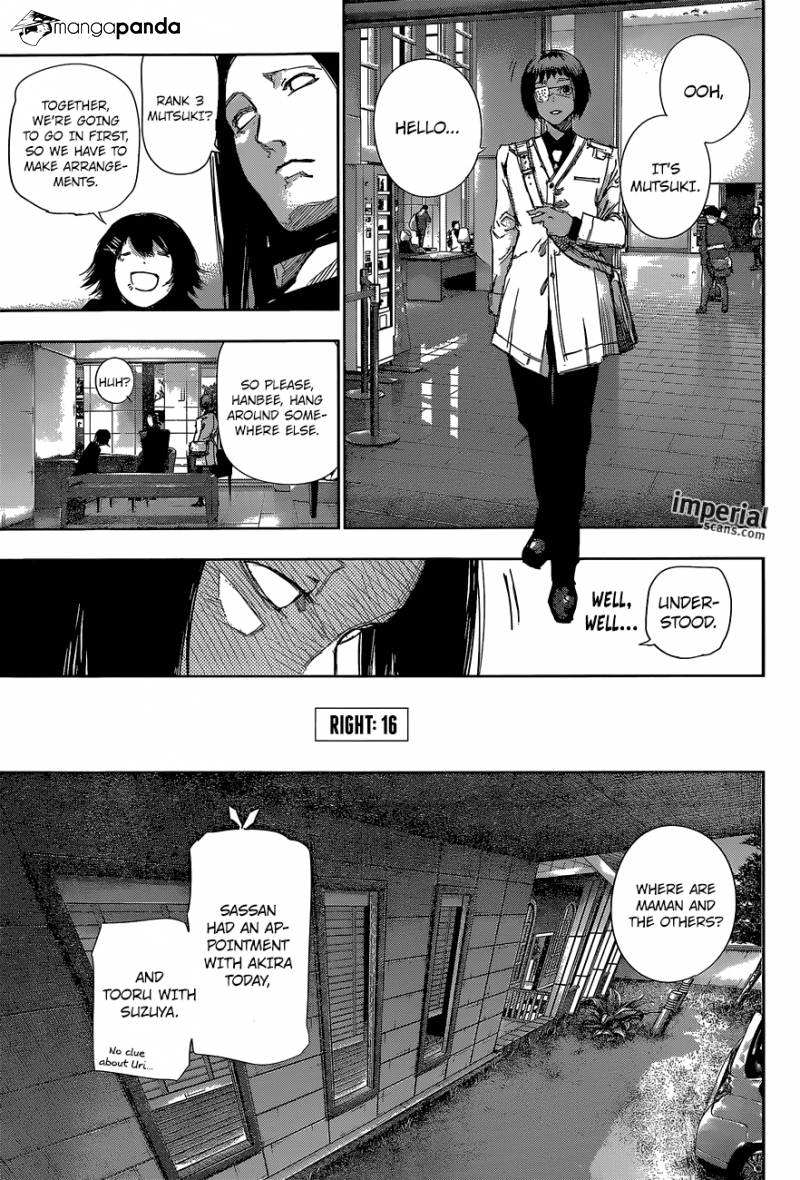 mangapanda
OOH,
IT'S
MUTSUKI.
HELLO...
RANK 3
MUTSUKI?
TOGETHER,
WE'RE GOING
TO GO IN FIRST,
SO WE HAVE TO
MAKE ARRANGE-
MENTS.
SO PLEASE,
HANBEE, HANG
AROUND SOME-
WHERE ELSE.
HUH?
imperial
scans.com
UNDER-
STOOD.
WELL,
WELL...
RIGHT: 16
WHERE ARE
MAMAN AND
THE OTHERS?
SASSAN
HAD AN AP-
POINTMENT
WITH AKIRA
TODAY,
AND
TOORU WITH
SUZUYA.
No clue
about Uri...